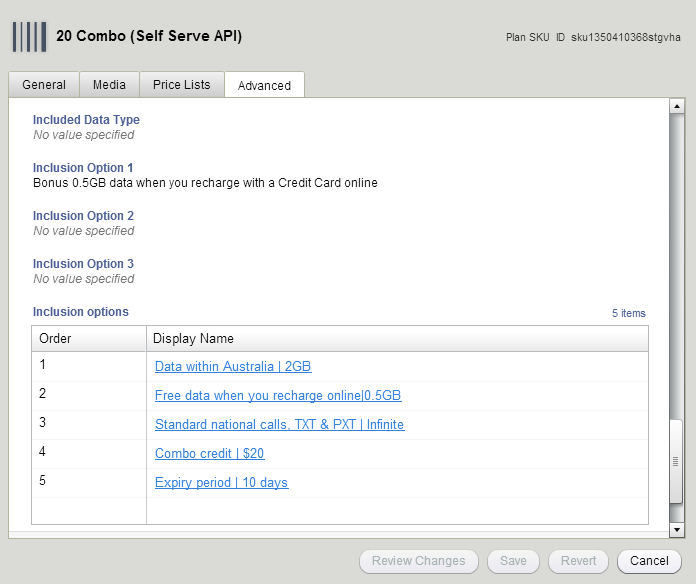 20 Combo (Self Serve API)
Plan SKU ID sku1350410368stgvha
General Media Price Lists Advanced
Included Data Type
No value specified
Inclusion Option 1
Bonus 0.5GB data when you recharge with a Credit Card online
Inclusion Option 2
No value specified
Inclusion Option 3
No value specified
Inclusion options 5 items
Order Display Name
1 Data within Australia | 2GB
2 Free data when you recharge online|0.5GB
3 Standard national calls, TXT & PXT | Infinite
4 Combo credit | $20
5 Expiry period | 10 days
Review Changes Save Revert Cancel